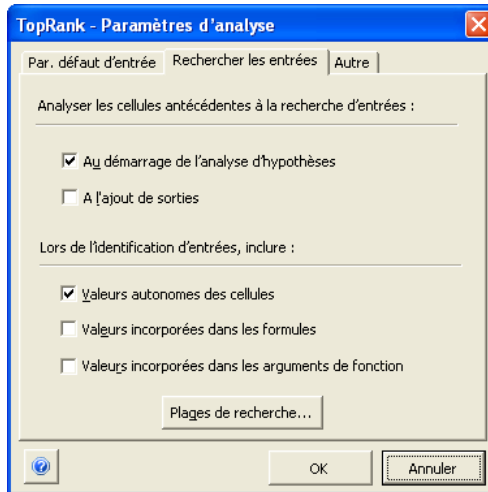 TopRank - Paramètres d'analyse
Par. défaut d'entrée Rechercher les entrées Autre
Analyser les cellules antécédentes à la recherche d'entrées :
Au démarrage de l'analyse d'hypothèses
A l'ajout de sorties
Lors de l'identification d'entrées, inclure :
Valeurs autonomes des cellules
Valeurs incorporées dans les formules
Valeurs incorporées dans les arguments de fonction
Plages de recherche...
OK Annuler